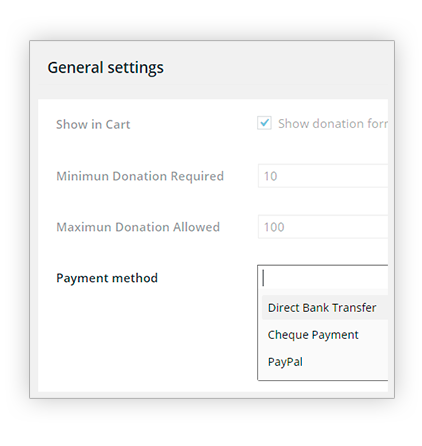 General settings
Show in Cart
Show donation form
Minimun Donation Required
10
Maximun Donation Allowed
100
Payment method
Direct Bank Transfer
Cheque Payment
PayPal